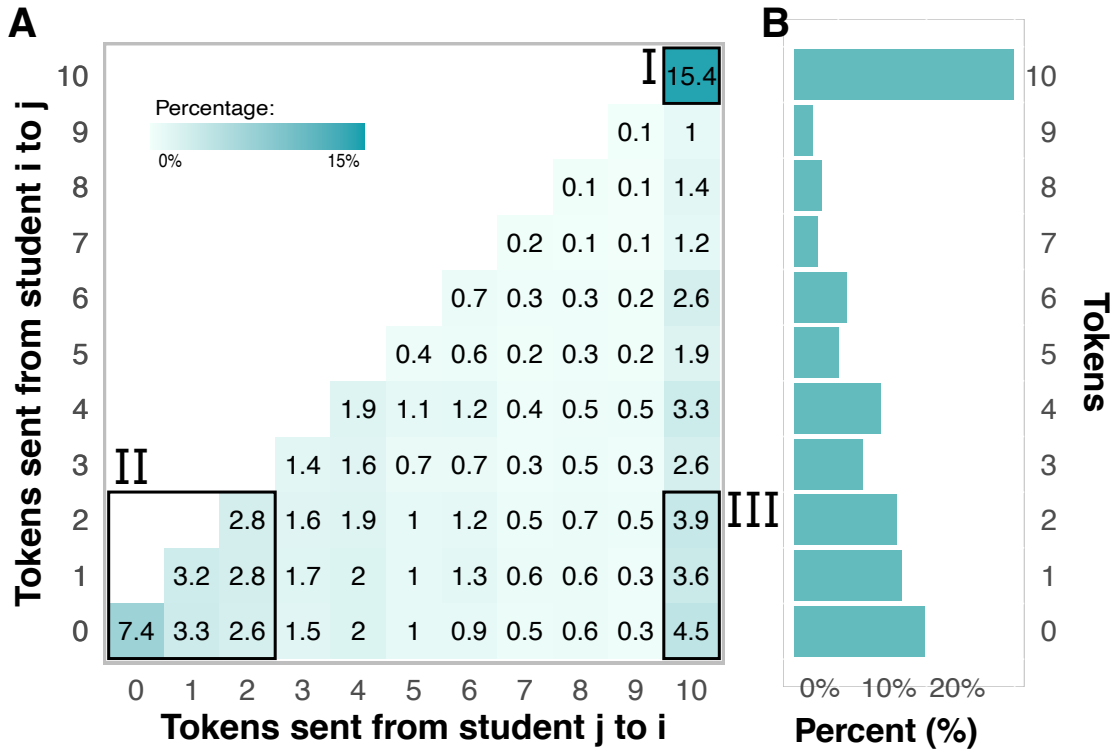 A
B
Tokens sent from student i to j
10 I 15.4
Percentage:
0% 15%
9 0.1 1
8 0.1 0.1 1.4
7 0.2 0.1 0.1 1.2
6 0.7 0.3 0.3 0.2 2.6
5 0.4 0.6 0.2 0.3 0.2 1.9
4 1.9 1.1 1.2 0.4 0.5 0.5 3.3
3 1.4 1.6 0.7 0.7 0.3 0.5 0.3 2.6
II
2 2.8 1.6 1.9 1 1.2 0.5 0.7 0.5 3.9 III
1 3.2 2.8 1.7 2 1 1.3 0.6 0.6 0.3 3.6
0 7.4 3.3 2.6 1.5 2 1 0.9 0.5 0.6 0.3 4.5
0 1 2 3 4 5 6 7 8 9 10
Tokens sent from student j to i
10
9
8
7
6
5
4
3
2
1
0
Tokens
0% 10% 20%
Percent (%)